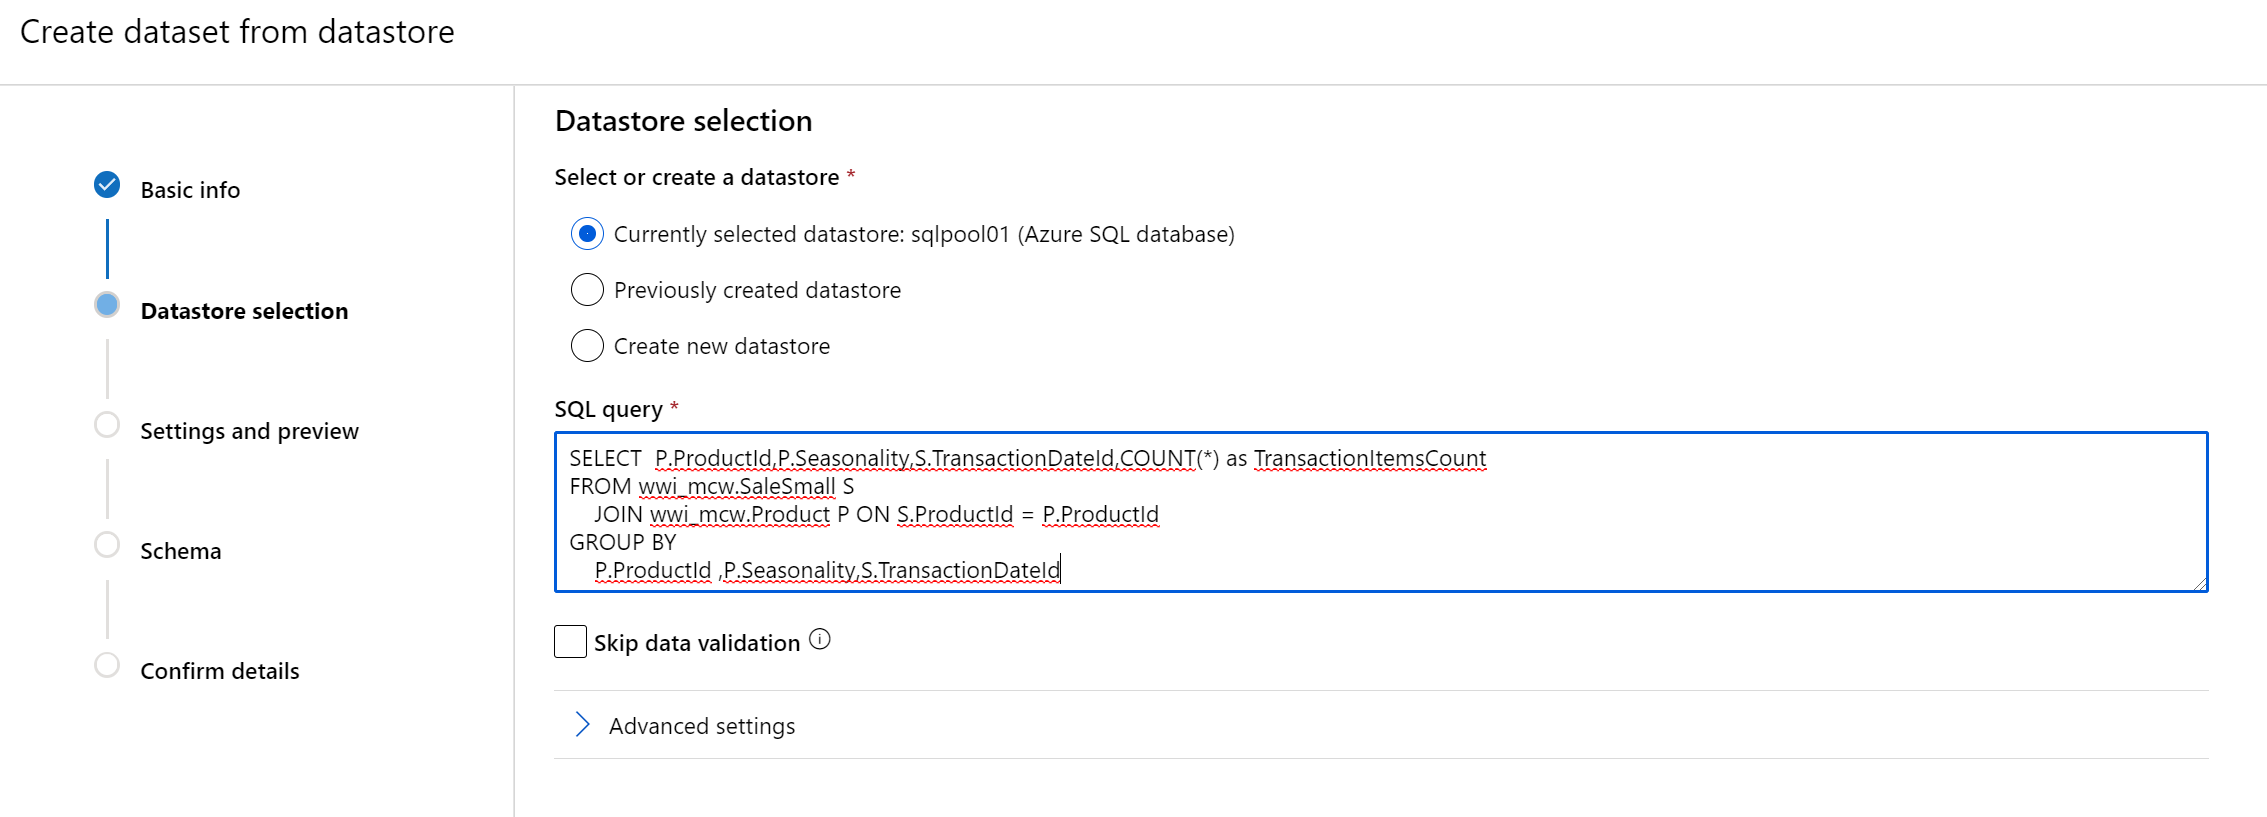 Create dataset from datastore
Basic info
Datastore selection
Settings and preview
Schema
Confirm details
Datastore selection
Select or create a datastore *
Currently selected datastore: sqlpool01 (Azure SQL database)
Previously created datastore
Create new datastore
SQL query *
SELECT  P.ProductId,P.Seasonality,S.TransactionDateId,COUNT(*) as TransactionItemsCount
FROM wwi_mcw.SaleSmall S
JOIN wwi_mcw.Product P ON S.ProductId = P.ProductId
GROUP BY
P.ProductId ,P.Seasonality,S.TransactionDateId
Skip data validation
Advanced settings